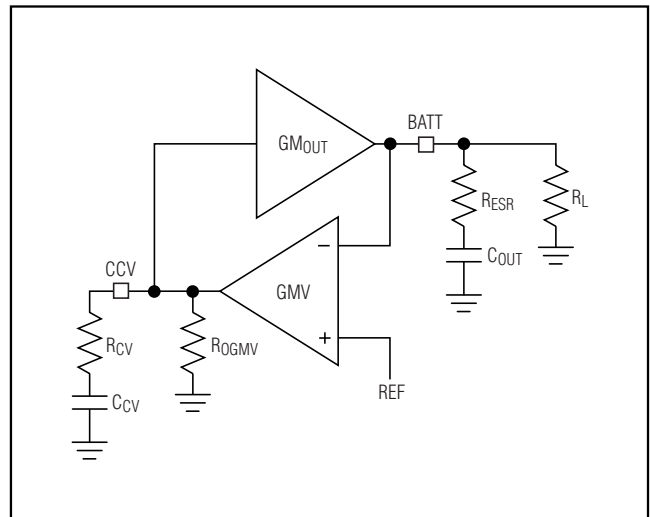 BATT
GMOUT
RESR
RL
COUT
CCV
−
GMV
+
RCV
ROGMV
CCV
REF